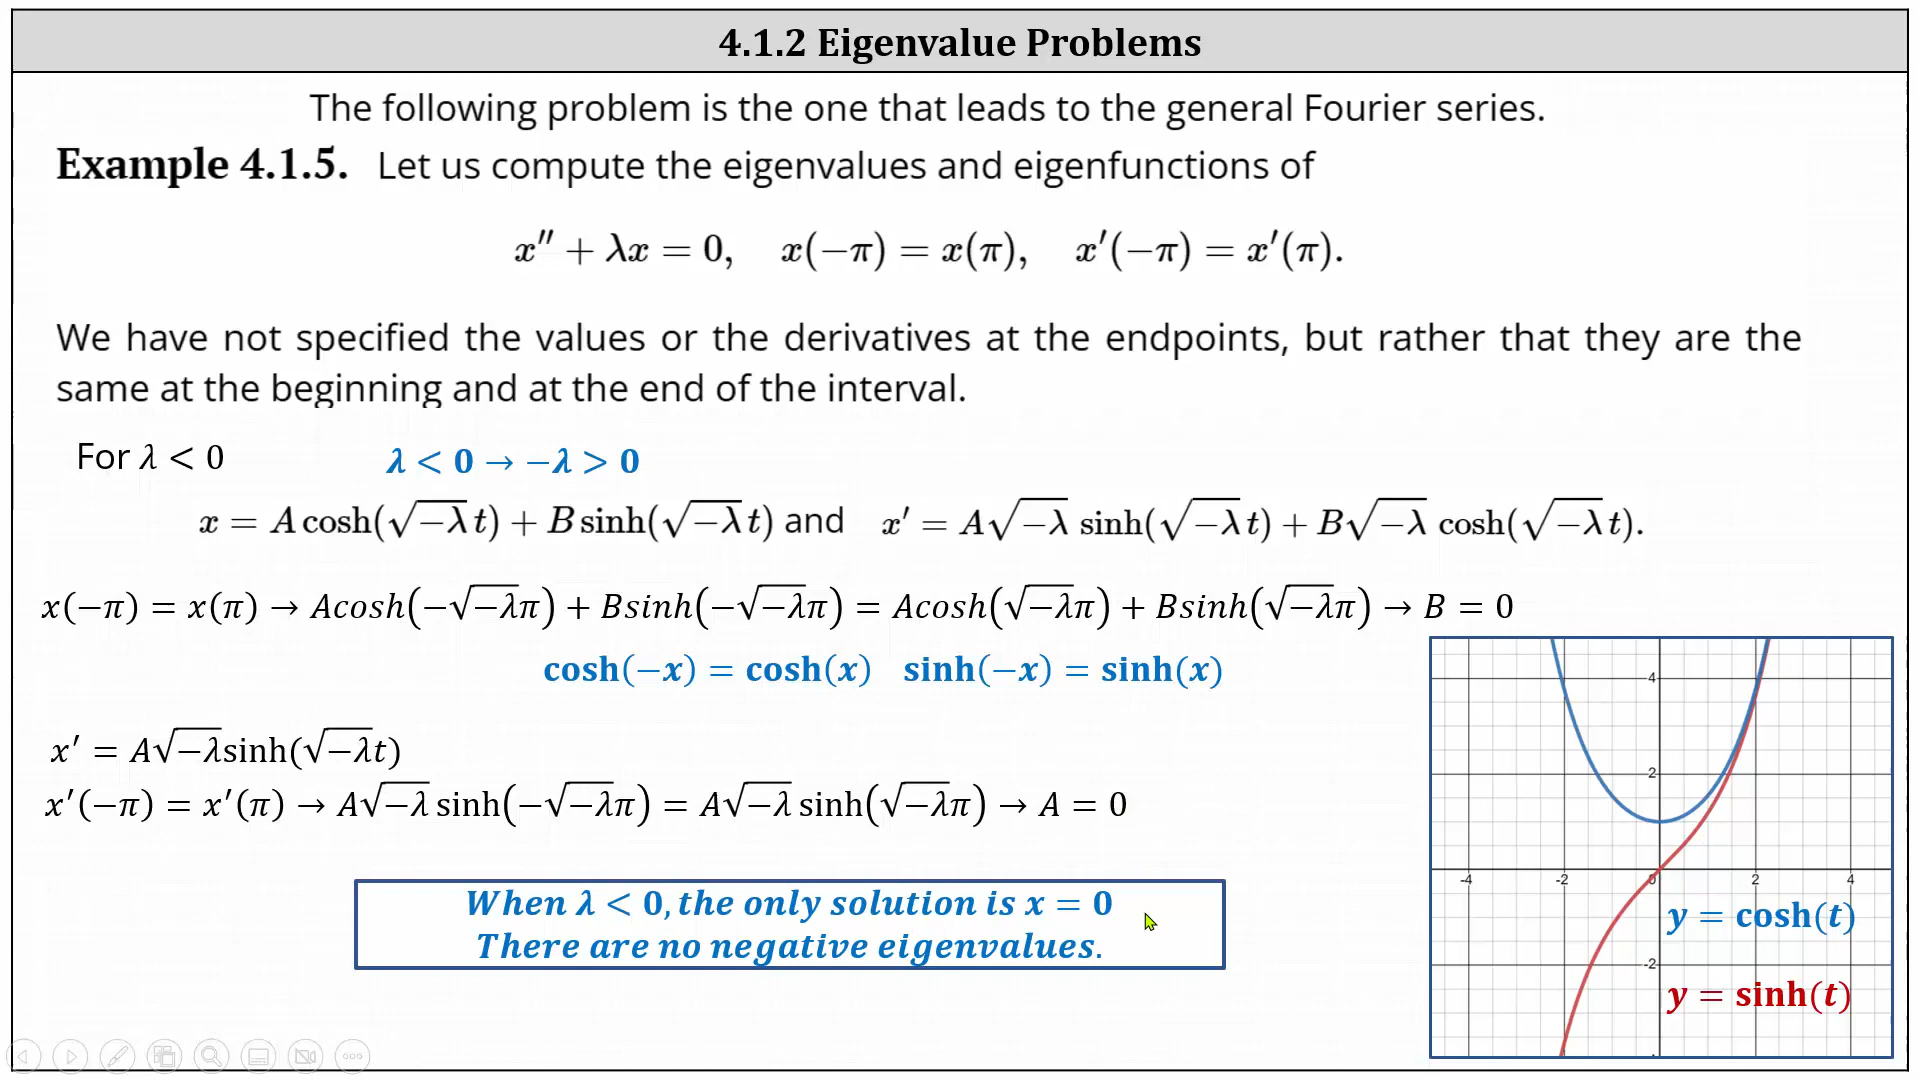 4.1.2 Eigenvalue Problems
The following problem is the one that leads to the general Fourier series.
Example 4.1.5. Let us compute the eigenvalues and eigenfunctions of
x″ + λx = 0, x(−π) = x(π), x′(−π) = x′(π).
We have not specified the values or the derivatives at the endpoints, but rather that they are the
same at the beginning and at the end of the interval.
For λ < 0 λ < 0 → −λ > 0
x = A cosh(√−λ t) + B sinh(√−λ t) and x′ = A√−λ sinh(√−λ t) + B√−λ cosh(√−λ t).
x(−π) = x(π) → Acosh(−√−λπ) + Bsinh(−√−λπ) = Acosh(√−λπ) + Bsinh(√−λπ) → B = 0
cosh(−x) = cosh(x) sinh(−x) = sinh(x)
x′ = A√−λsinh(√−λt)
x′(−π) = x′(π) → A√−λ sinh(−√−λπ) = A√−λ sinh(√−λπ) → A = 0
When λ < 0, the only solution is x = 0
There are no negative eigenvalues.
4
2
-4 -2 0 2 4
y = cosh(t)
-2
y = sinh(t)